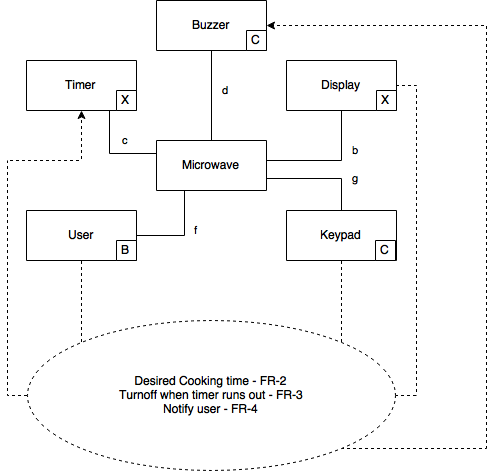 Buzzer
C
Timer
X
d
Display
X
c
Microwave
b
g
User
B
f
Keypad
C
Desired Cooking time - FR-2
Turnoff when timer runs out - FR-3
Notify user - FR-4